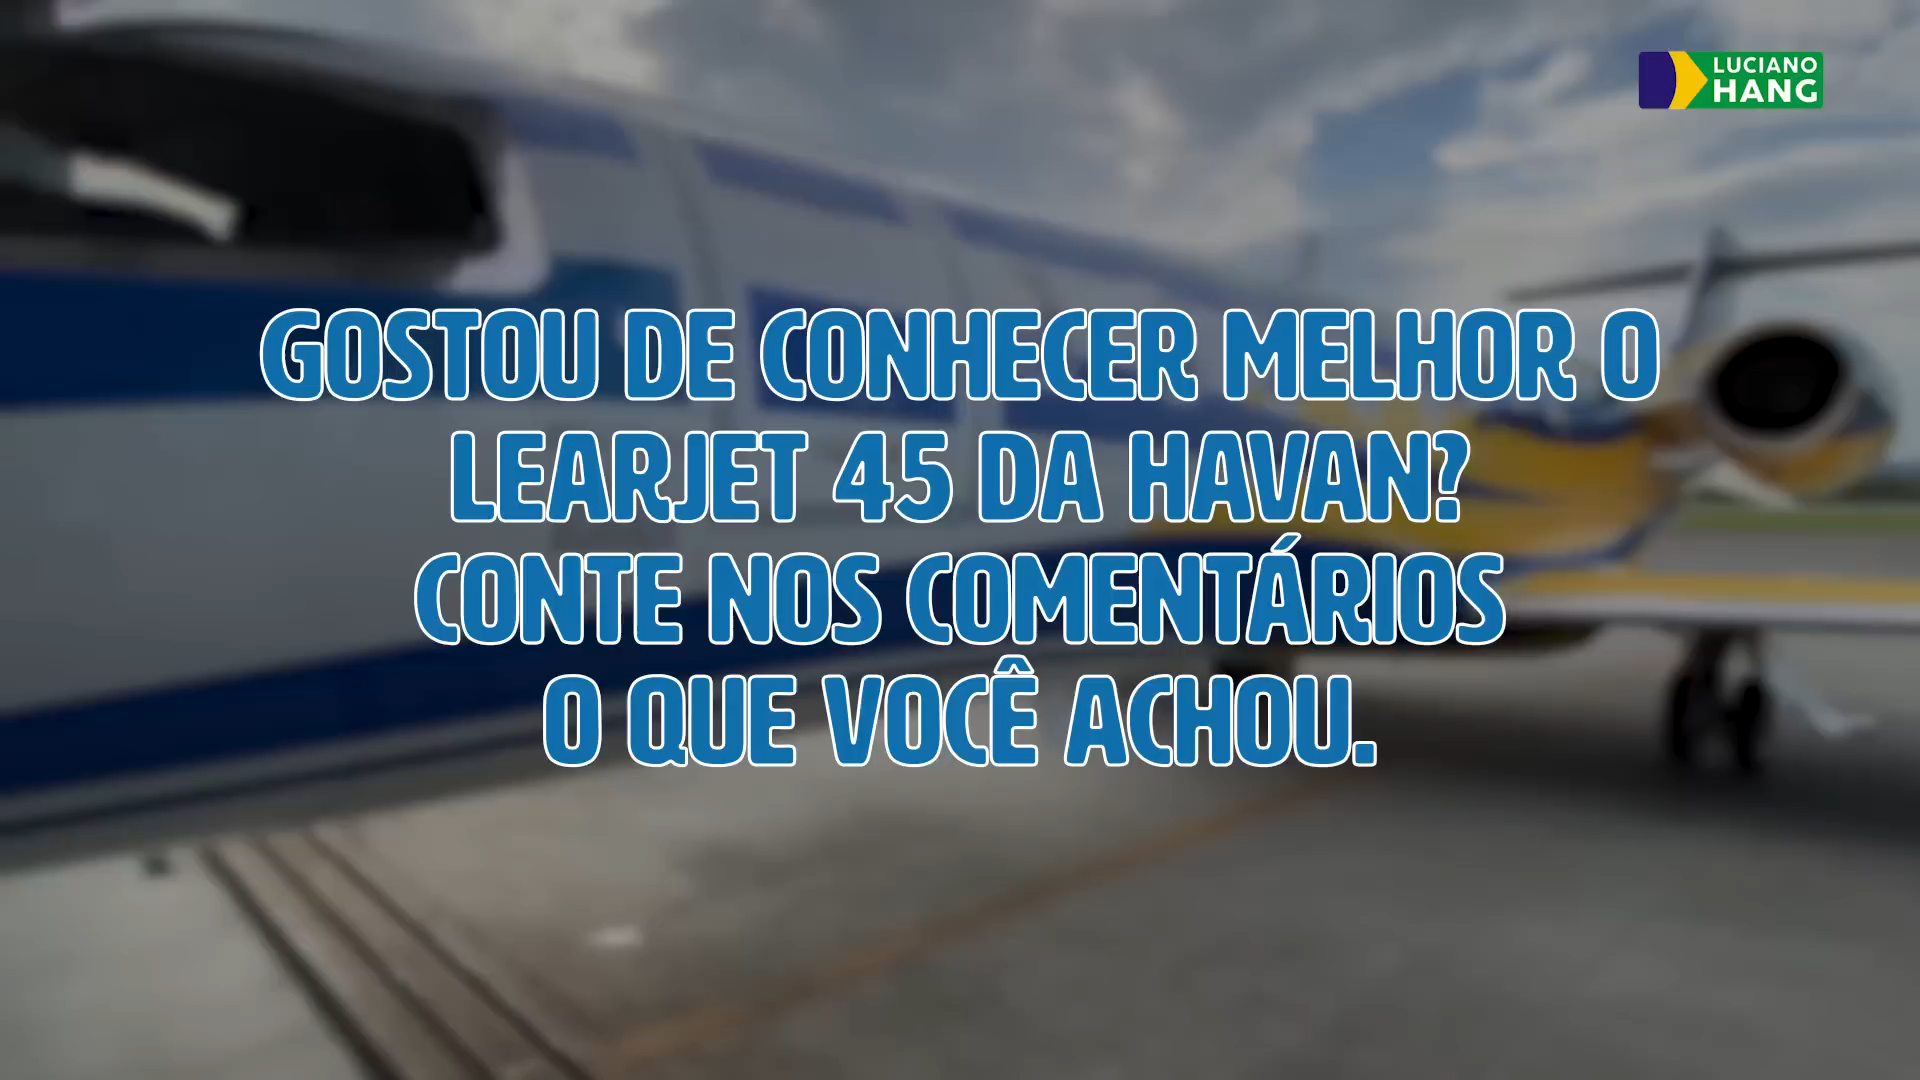 LUCIANO
HANG
GOSTOU DE CONHECER MELHOR O
LEARJET 45 DA HAVAN?
CONTE NOS COMENTÁRIOS
O QUE VOCÊ ACHOU.